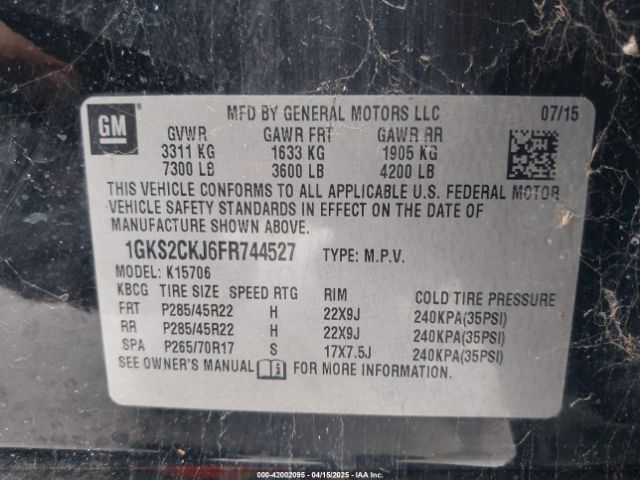 GM MFD BY GENERAL MOTORS LLC 07/15
GVWR GAWR FRT GAWR RR
3311 KG 1633 KG 1905 KG
7300 LB 3600 LB 4200 LB
THIS VEHICLE CONFORMS TO ALL APPLICABLE U.S. FEDERAL MOTOR
VEHICLE SAFETY STANDARDS IN EFFECT ON THE DATE OF
MANUFACTURE SHOWN ABOVE.
1GKS2CKJ6FR744527 TYPE: M.P.V.
MODEL: K15706
KBCG TIRE SIZE SPEED RTG RIM COLD TIRE PRESSURE
FRT P285/45R22 H 22X9J 240KPA(35PSI)
RR P285/45R22 H 22X9J 240KPA(35PSI)
SPA P265/70R17 S 17X7.5J 240KPA(35PSI)
SEE OWNER'S MANUAL FOR MORE INFORMATION.
000-42002095 - 04/15/2025 - IAAI.COM